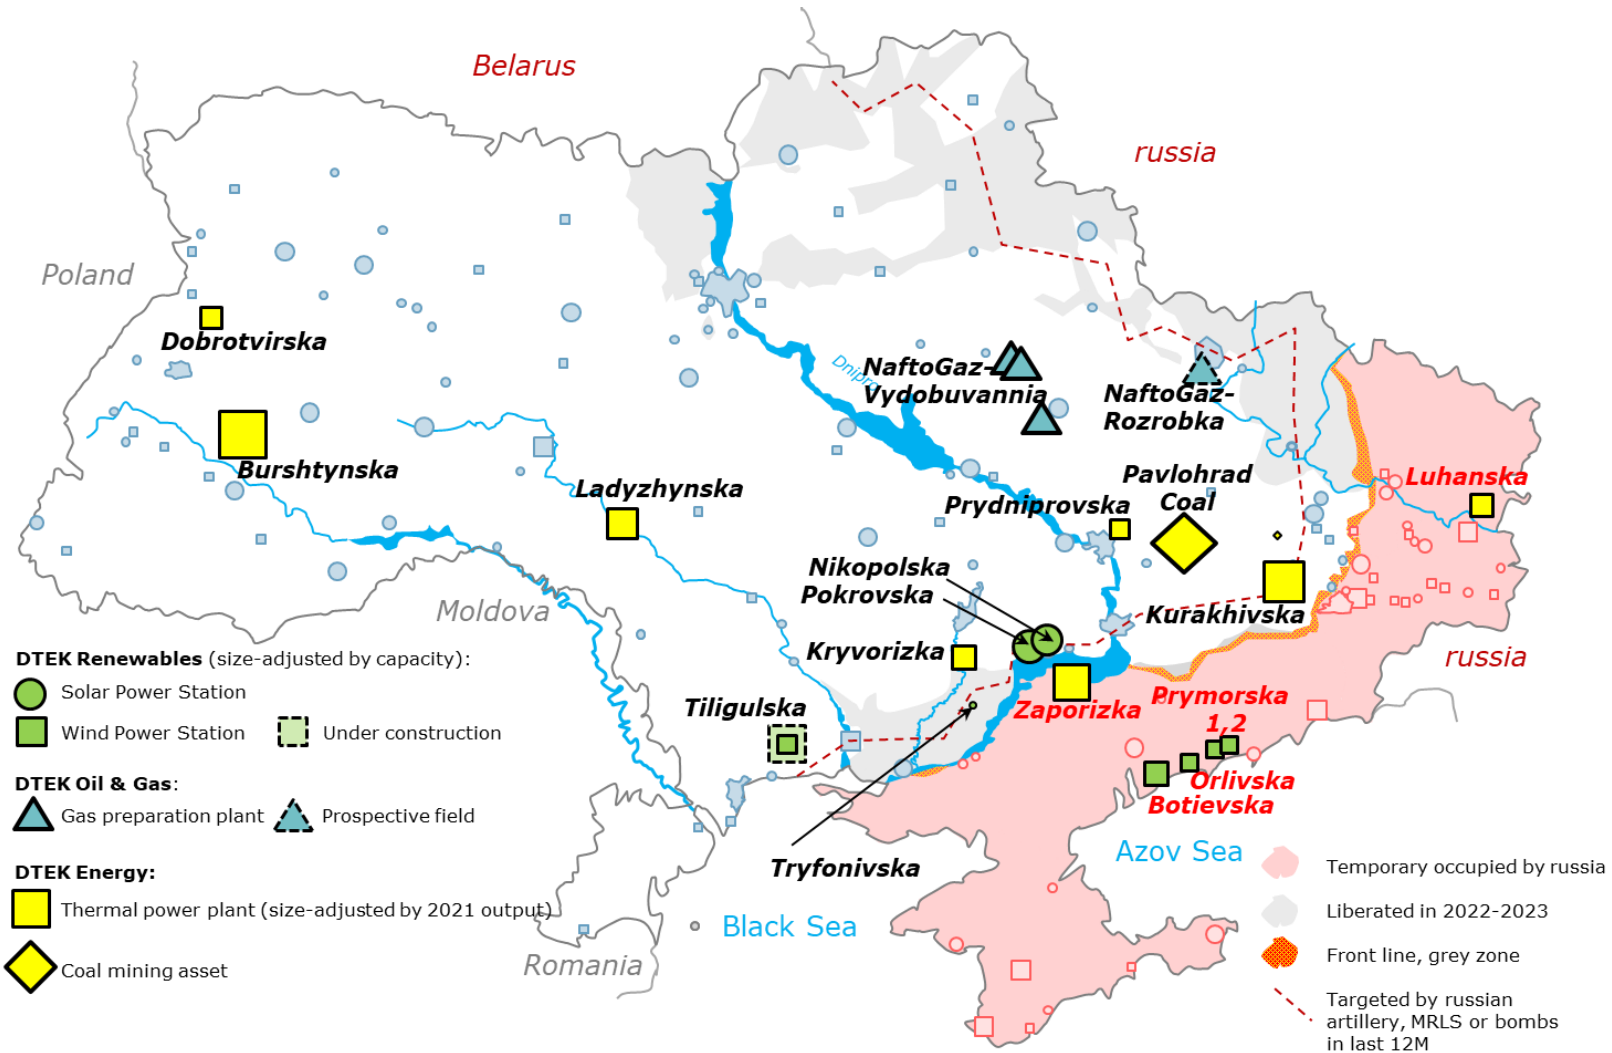 Belarus
russia
Poland
Dobrotvirska
Dnipro
NaftoGaz-
Vydobuvannia
NaftoGaz-
Rozrobka
Burshtynska
Ladyzhynska
Pavlohrad
Coal
Luhanska
Prydniprovska
Nikopolska
Pokrovska
Moldova
Kurakhivska
Kryvorizka
russia
Tiligulska
Zaporizka
Prymorska
1,2
Orlivska
Botievska
Tryfonivska
Azov Sea
Black Sea
Romania
DTEK Renewables (size-adjusted by capacity):
Solar Power Station
Wind Power Station
Under construction
DTEK Oil & Gas:
Gas preparation plant
Prospective field
DTEK Energy:
Thermal power plant (size-adjusted by 2021 output)
Coal mining asset
Temporary occupied by russia
Liberated in 2022-2023
Front line, grey zone
Targeted by russian
artillery, MRLS or bombs
in last 12M